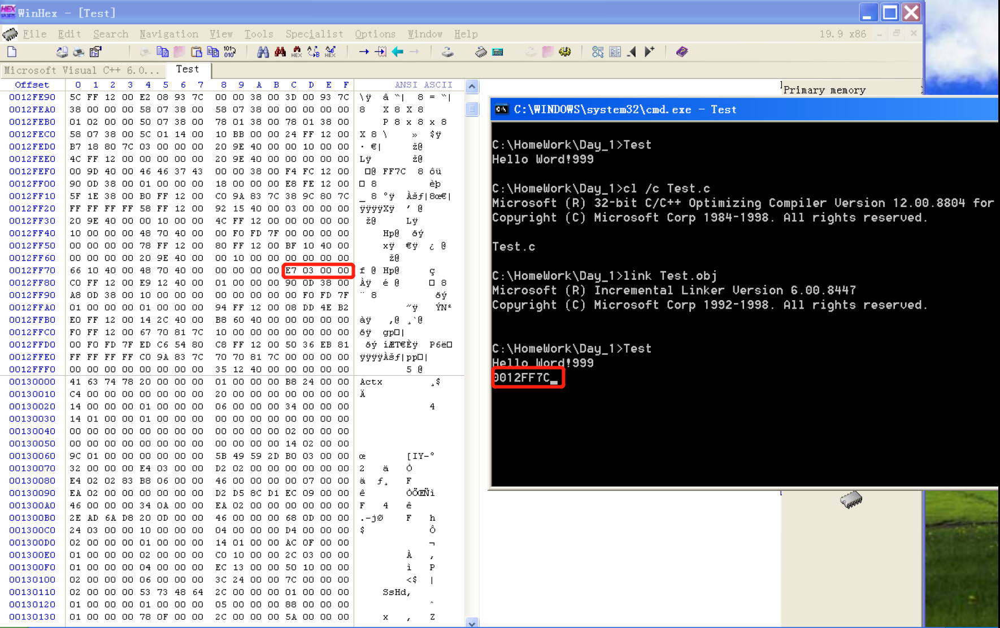 WinHex - [Test]
File Edit Search Navigation View Tools Specialist Options Window Help
19.9 x86
Microsoft Visual C++ 6.0... Test
Offset 0 1 2 3 4 5 6 7 8 9 A B C D E F ANSI ASCII
0012FE90 5C FF 12 00 E2 08 93 7C 00 00 38 00 3D 00 93 7C \ÿ â “| 8 = “|
0012FEA0 38 00 00 00 58 07 38 00 58 07 38 00 00 00 00 00 8 X 8 X 8
0012FEB0 01 02 00 00 50 07 38 00 78 01 38 00 78 01 38 00 P 8 x 8 x 8
0012FEC0 58 07 38 00 5C 01 14 00 10 BB 00 00 24 FF 12 00 X 8 \ » $ÿ
0012FED0 B7 18 80 7C 03 00 00 00 20 9E 40 00 00 10 00 00 · €| ž@
0012FEE0 4C FF 12 00 00 00 00 00 20 9E 40 00 00 00 00 00 Lÿ ž@
0012FEF0 00 9D 40 00 46 46 37 43 00 00 38 00 F4 FC 12 00 @ FF7C 8 ôü
0012FF00 90 0D 38 00 01 00 00 00 18 00 00 00 E8 FE 12 00 8 èþ
0012FF10 5F 1E 38 00 B0 FF 12 00 C0 9A 83 7C 38 9C 80 7C _ 8 °ÿ Àšƒ|8œ€|
0012FF20 FF FF FF FF 58 FF 12 00 92 15 40 00 03 00 00 00 ÿÿÿÿXÿ ’ @
0012FF30 20 9E 40 00 00 10 00 00 4C FF 12 00 00 00 00 00 ž@ Lÿ
0012FF40 10 00 00 00 48 70 40 00 00 F0 FD 7F 00 00 00 00 Hp@ ðý
0012FF50 00 00 00 00 78 FF 12 00 80 FF 12 00 BF 10 40 00 xÿ €ÿ ¿ @
0012FF60 00 00 00 00 20 9E 40 00 00 10 00 00 00 00 00 00 ž@
0012FF70 66 10 40 00 48 70 40 00 00 00 00 00 E7 03 00 00 f @ Hp@ ç
0012FF80 C0 FF 12 00 E9 12 40 00 01 00 00 00 90 0D 38 00 Àÿ é @ 8
0012FF90 A8 0D 38 00 10 00 00 00 00 00 00 00 00 F0 FD 7F ¨ 8 ðý
0012FFA0 01 00 00 00 01 00 00 00 94 FF 12 00 08 DD 4E B2 ”ÿ ÝN²
0012FFB0 E0 FF 12 00 14 2C 40 00 B8 60 40 00 00 00 00 00 àÿ ,@ ¸`@
0012FFC0 F0 FF 12 00 67 70 81 7C 10 00 00 00 00 00 00 00 ðÿ gp|
0012FFD0 00 F0 FD 7F ED C6 54 80 C8 FF 12 00 50 36 EB 81 ðý íÆT€Èÿ P6ë
0012FFE0 FF FF FF FF C0 9A 83 7C 70 70 81 7C 00 00 00 00 ÿÿÿÿÀšƒ|pp|
0012FFF0 00 00 00 00 00 00 00 00 35 12 40 00 00 00 00 00 5 @
00130000 41 63 74 78 20 00 00 00 01 00 00 00 B8 24 00 00 Actx ¸$
00130010 C4 00 00 00 00 00 00 00 20 00 00 00 00 00 00 00 Ä
00130020 14 00 00 00 01 00 00 00 06 00 00 00 34 00 00 00 4
00130030 14 01 00 00 01 00 00 00 00 00 00 00 00 00 00 00
00130040 00 00 00 00 00 00 00 00 00 00 00 00 02 00 00 00
00130050 00 00 00 00 00 00 00 00 00 00 00 00 14 02 00 00
00130060 9C 01 00 00 00 00 00 00 5B 49 59 2D B0 03 00 00 œ [IY-°
00130070 32 00 00 00 E4 03 00 00 D2 02 00 00 00 00 00 00 2 ä Ò
00130080 E4 02 02 83 B8 06 00 00 46 00 00 00 00 07 00 00 ä ƒ¸ F
00130090 EA 02 00 00 00 00 00 00 D2 D5 8C D1 EC 09 00 00 ê ÒÕŒÑì
001300A0 46 00 00 00 34 0A 00 00 EA 02 00 00 00 00 00 00 F 4 ê
001300B0 2E AD 6A D8 20 0D 00 00 46 00 00 00 68 0D 00 00 .-jØ F h
001300C0 24 03 00 00 10 00 00 00 04 00 00 00 D4 00 00 00 $ Ô
001300D0 02 00 00 00 01 00 00 00 14 01 00 00 AC 0F 00 00 ¬
001300E0 01 00 00 00 02 00 00 00 C0 10 00 00 2C 03 00 00 À ,
001300F0 01 00 00 00 04 00 00 00 EC 13 00 00 50 10 00 00 ì P
00130100 02 00 00 00 06 00 00 00 3C 24 00 00 7C 00 00 00 <$ |
00130110 02 00 00 00 53 73 48 64 2C 00 00 00 01 00 00 00 SsHd,
00130120 01 00 00 00 01 00 00 00 05 00 00 00 88 00 00 00 ˆ
00130130 01 00 00 00 78 0F 00 00 2C 00 00 00 5A 00 00 00 x , Z
Primary memory
C:\WINDOWS\system32\cmd.exe - Test
C:\HomeWork\Day_1>Test
Hello Word!999
C:\HomeWork\Day_1>cl /c Test.c
Microsoft (R) 32-bit C/C++ Optimizing Compiler Version 12.00.8804 for
Copyright (C) Microsoft Corp 1984-1998. All rights reserved.
Test.c
C:\HomeWork\Day_1>link Test.obj
Microsoft (R) Incremental Linker Version 6.00.8447
Copyright (C) Microsoft Corp 1992-1998. All rights reserved.
C:\HomeWork\Day_1>Test
Hello Word!999
0012FF7C_